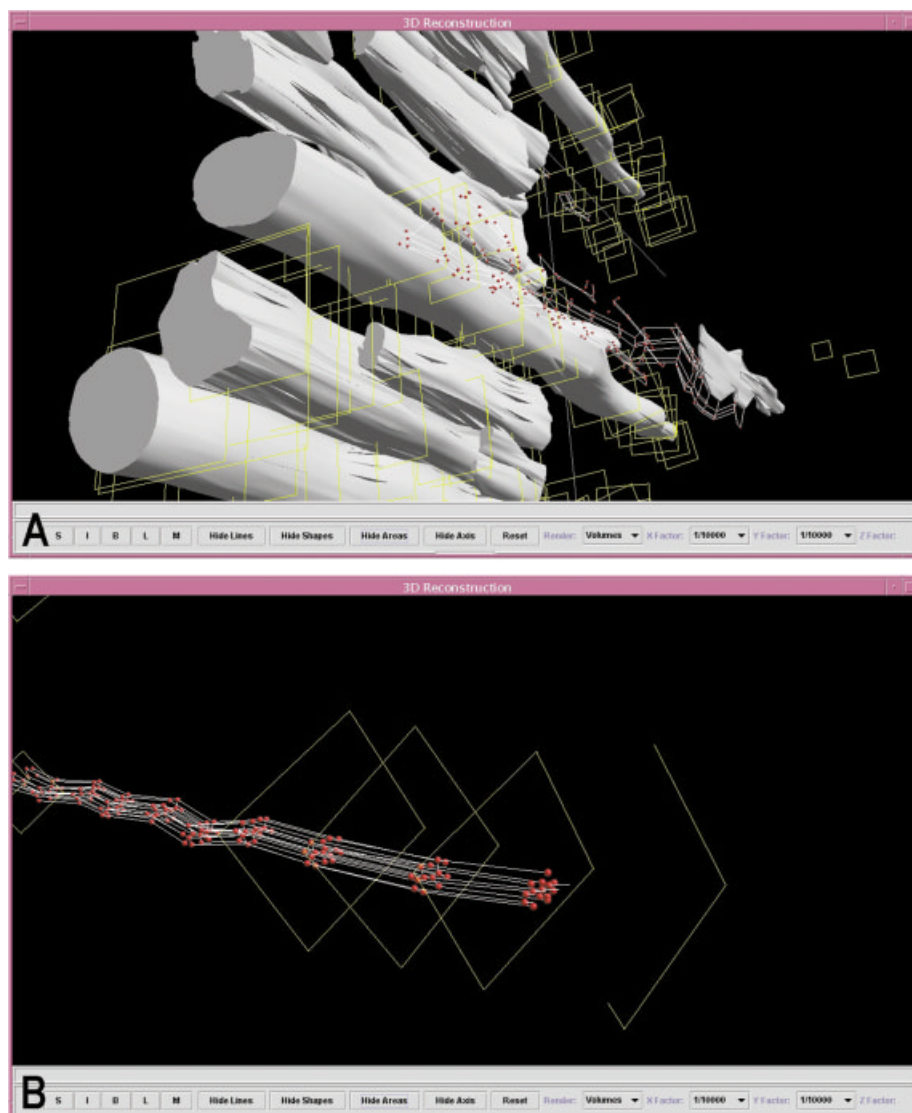 3D Reconstruction
A S I B L M Hide Lines Hide Shapes Hide Areas Hide Axis Reset Render: Volumes X Factor: 1/10000 Y Factor: 1/10000 Z Factor:
3D Reconstruction
B S I B L M Hide Lines Hide Shapes Hide Areas Hide Axis Reset Render: Volumes X Factor: 1/10000 Y Factor: 1/10000 Z Factor: